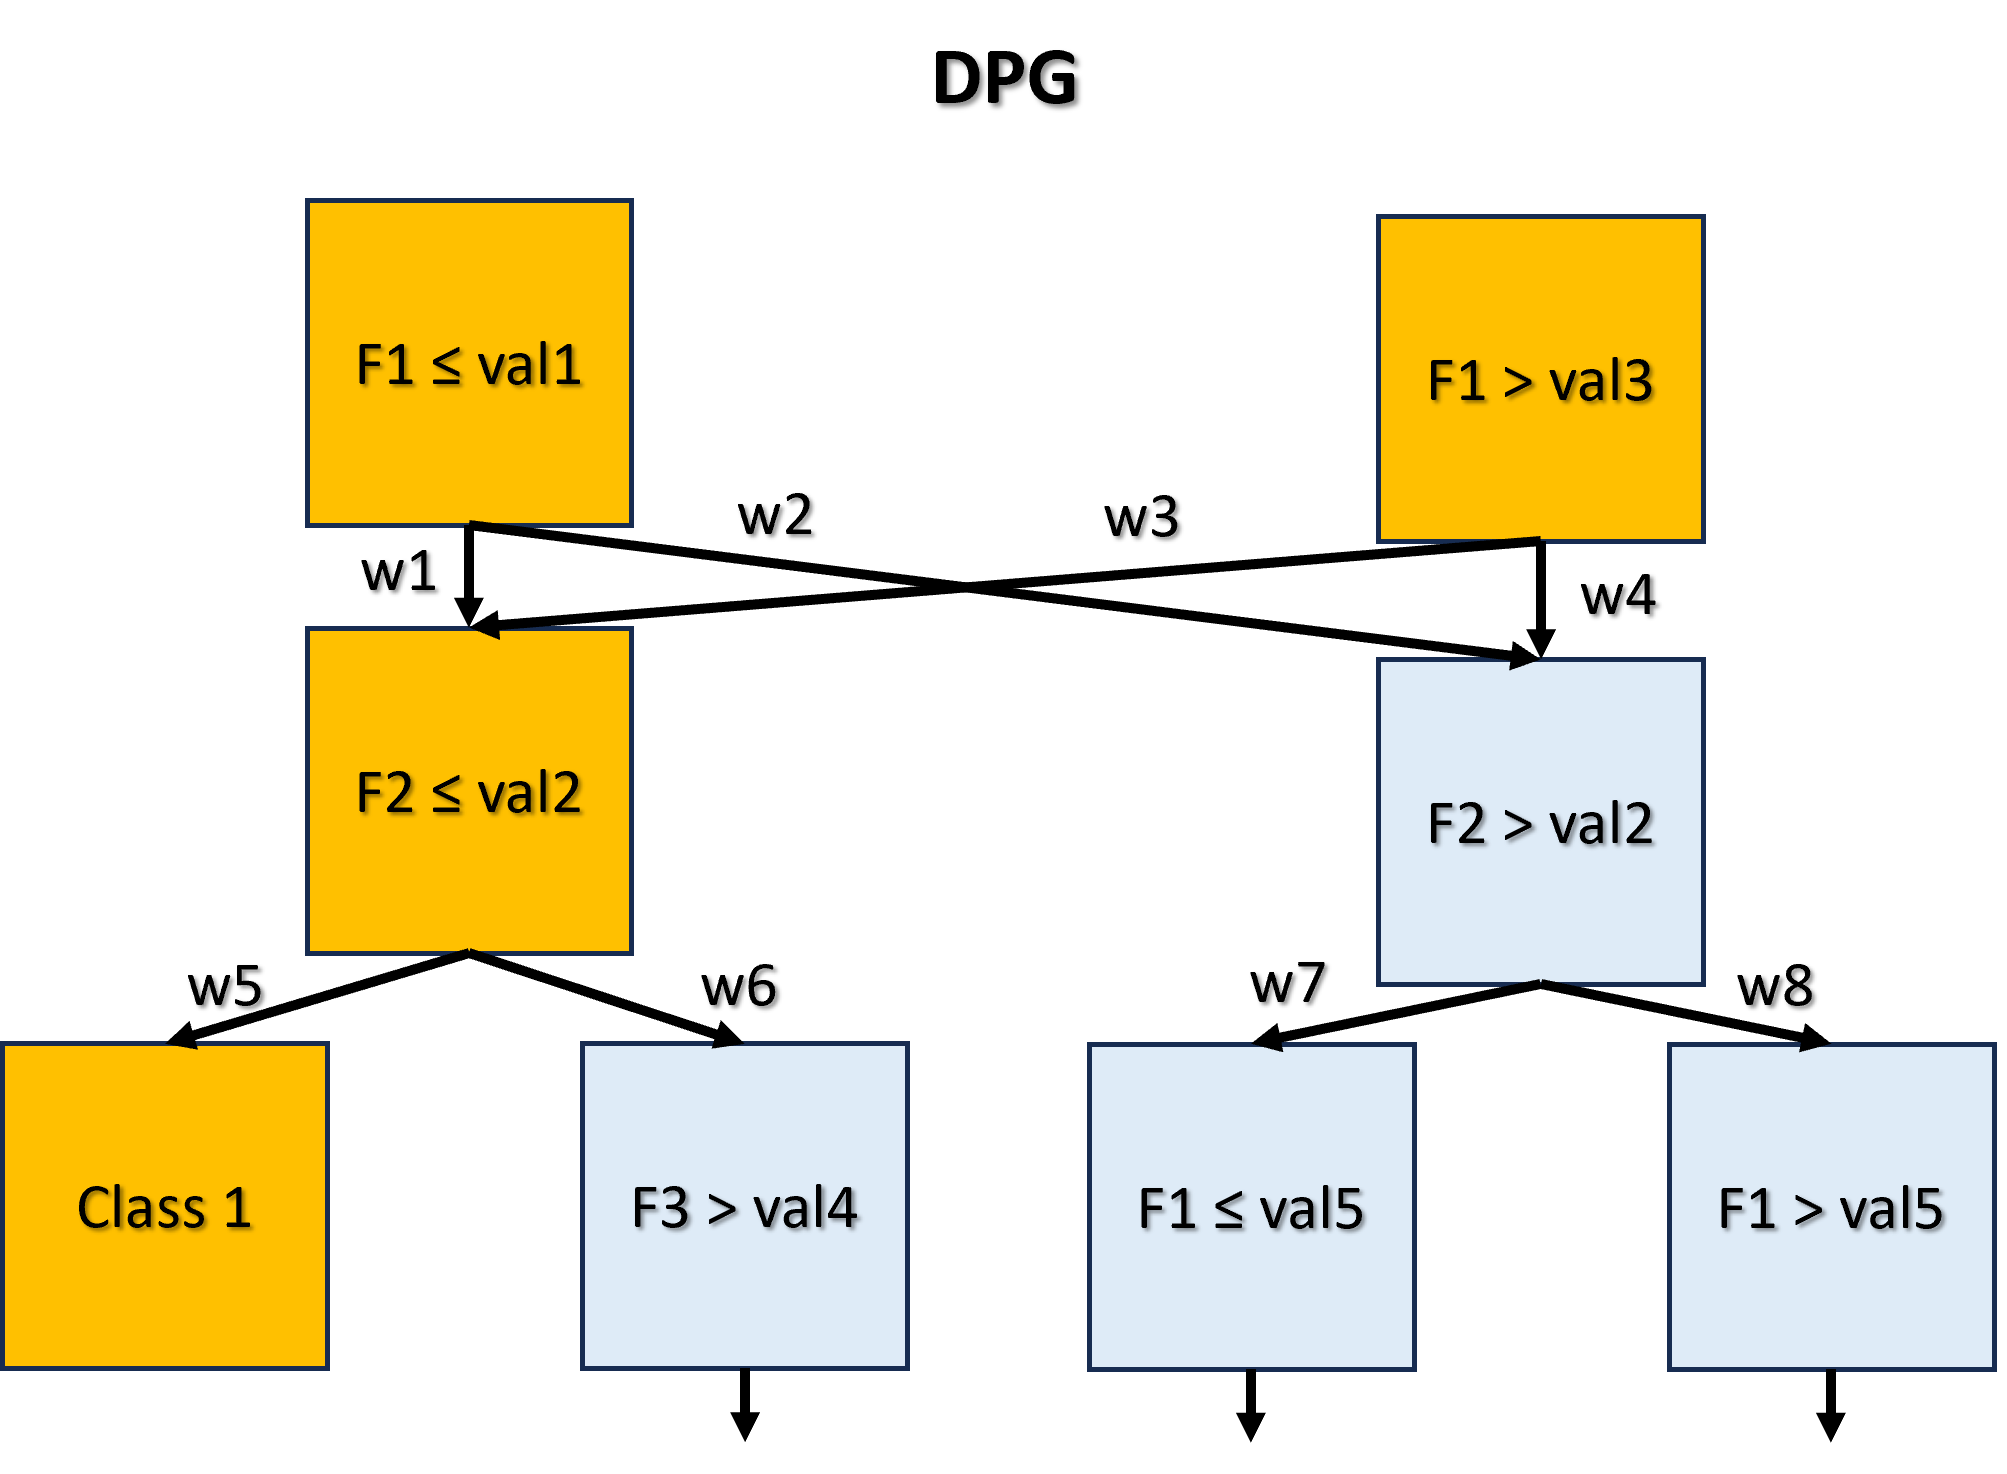 DPG
F1 ≤ val1
F1 > val3
w1
w2
w3
w4
F2 ≤ val2
F2 > val2
w5
w6
w7
w8
Class 1
F3 > val4
F1 ≤ val5
F1 > val5